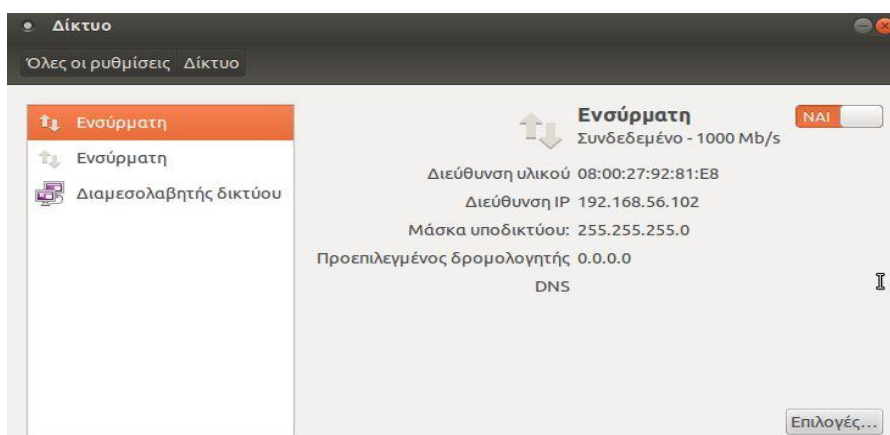 Δίκτυο
Όλες οι ρυθμίσεις Δίκτυο
Ενσύρματη
Ενσύρματη
Διαμεσολαβητής δικτύου
Ενσύρματη
Συνδεδεμένο - 1000 Mb/s
ΝΑΙ
Διεύθυνση υλικού 08:00:27:92:81:E8
Διεύθυνση IP 192.168.56.102
Μάσκα υποδικτύου: 255.255.255.0
Προεπιλεγμένος δρομολογητής 0.0.0.0
DNS
Επιλογές...